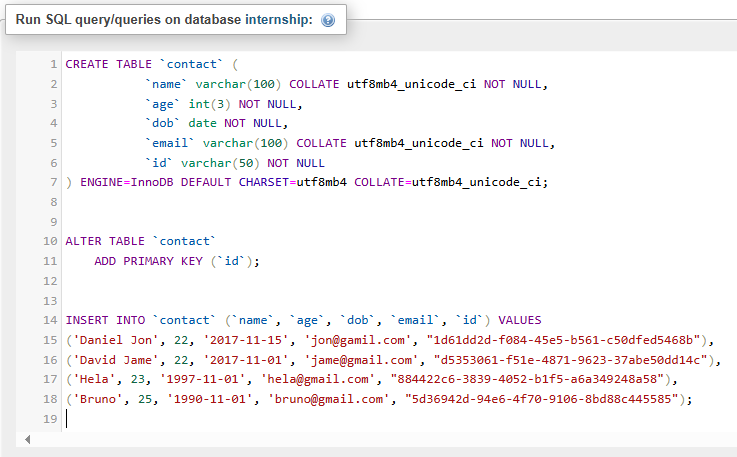 Run SQL query/queries on database internship:
1 CREATE TABLE `contact` (
2 `name` varchar(100) COLLATE utf8mb4_unicode_ci NOT NULL,
3 `age` int(3) NOT NULL,
4 `dob` date NOT NULL,
5 `email` varchar(100) COLLATE utf8mb4_unicode_ci NOT NULL,
6 `id` varchar(50) NOT NULL
7 ) ENGINE=InnoDB DEFAULT CHARSET=utf8mb4 COLLATE=utf8mb4_unicode_ci;
8
9
10 ALTER TABLE `contact`
11 ADD PRIMARY KEY (`id`);
12
13
14 INSERT INTO `contact` (`name`, `age`, `dob`, `email`, `id`) VALUES
15 ('Daniel Jon', 22, '2017-11-15', 'jon@gamil.com', "1d61dd2d-f084-45e5-b561-c50dfed5468b"),
16 ('David Jame', 22, '2017-11-01', 'jame@gmail.com', "d5353061-f51e-4871-9623-37abe50dd14c"),
17 ('Hela', 23, '1997-11-01', 'hela@gmail.com', "884422c6-3839-4052-b1f5-a6a349248a58"),
18 ('Bruno', 25, '1990-11-01', 'bruno@gmail.com', "5d36942d-94e6-4f70-9106-8bd88c445585");
19